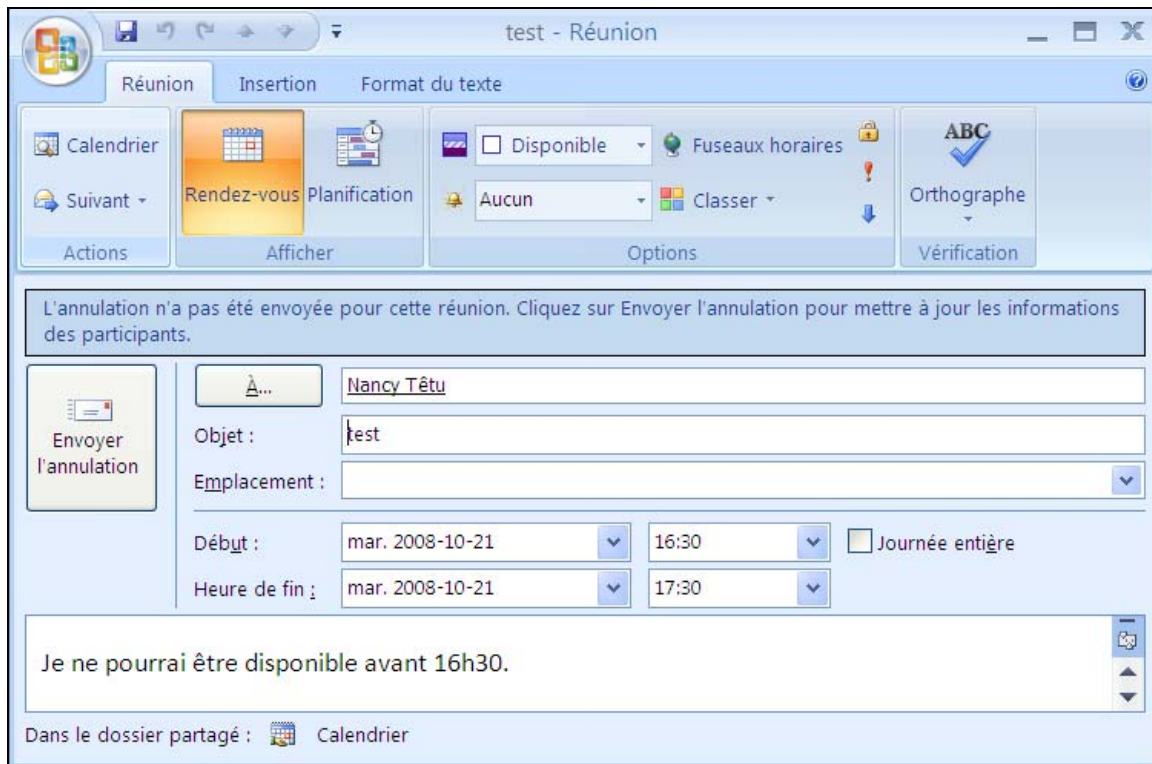 test - Réunion
Réunion Insertion Format du texte
Calendrier
Suivant
Actions
Rendez-vous Planification
Afficher
Disponible Fuseaux horaires
Aucun Classer
Options
ABC
Orthographe
Vérification
L'annulation n'a pas été envoyée pour cette réunion. Cliquez sur Envoyer l'annulation pour mettre à jour les informations
des participants.
Envoyer
l'annulation
À... Nancy Têtu
Objet : test
Emplacement :
Début : mar. 2008-10-21 16:30 Journée entière
Heure de fin : mar. 2008-10-21 17:30
Je ne pourrai être disponible avant 16h30.
Dans le dossier partagé : Calendrier